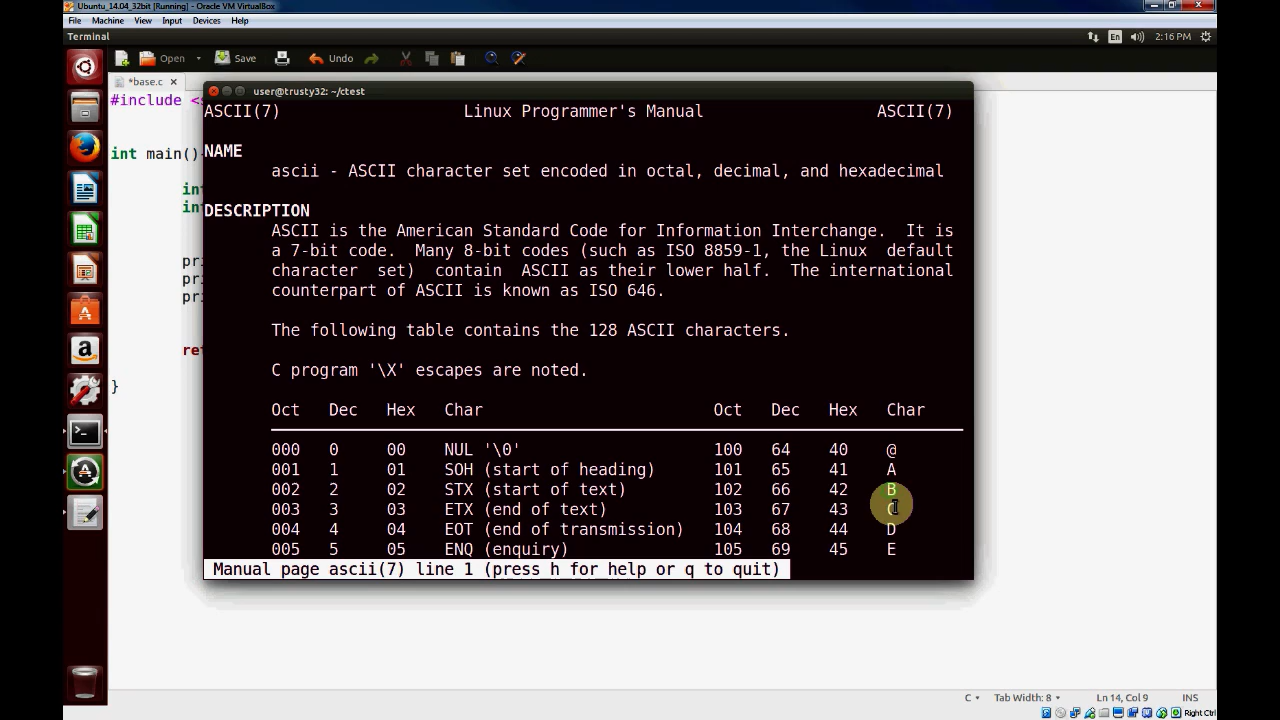 Ubuntu_14.04_32bit [Running] - Oracle VM VirtualBox
File Machine View Input Devices Help
Terminal En 2:16 PM
Open Save Undo
*base.c
user@trusty32: ~/ctest
#include <
int main()
in
in
pri
pri
pri
ret
}
ASCII(7) Linux Programmer's Manual ASCII(7)
NAME
ascii - ASCII character set encoded in octal, decimal, and hexadecimal
DESCRIPTION
ASCII is the American Standard Code for Information Interchange. It is
a 7-bit code. Many 8-bit codes (such as ISO 8859-1, the Linux default
character set) contain ASCII as their lower half. The international
counterpart of ASCII is known as ISO 646.
The following table contains the 128 ASCII characters.
C program '\X' escapes are noted.
Oct Dec Hex Char Oct Dec Hex Char
000 0 00 NUL '\0' 100 64 40 @
001 1 01 SOH (start of heading) 101 65 41 A
002 2 02 STX (start of text) 102 66 42 B
003 3 03 ETX (end of text) 103 67 43 C
004 4 04 EOT (end of transmission) 104 68 44 D
005 5 05 ENQ (enquiry) 105 69 45 E
Manual page ascii(7) line 1 (press h for help or q to quit)
C Tab Width: 8 Ln 14, Col 9 INS
Right Ctrl